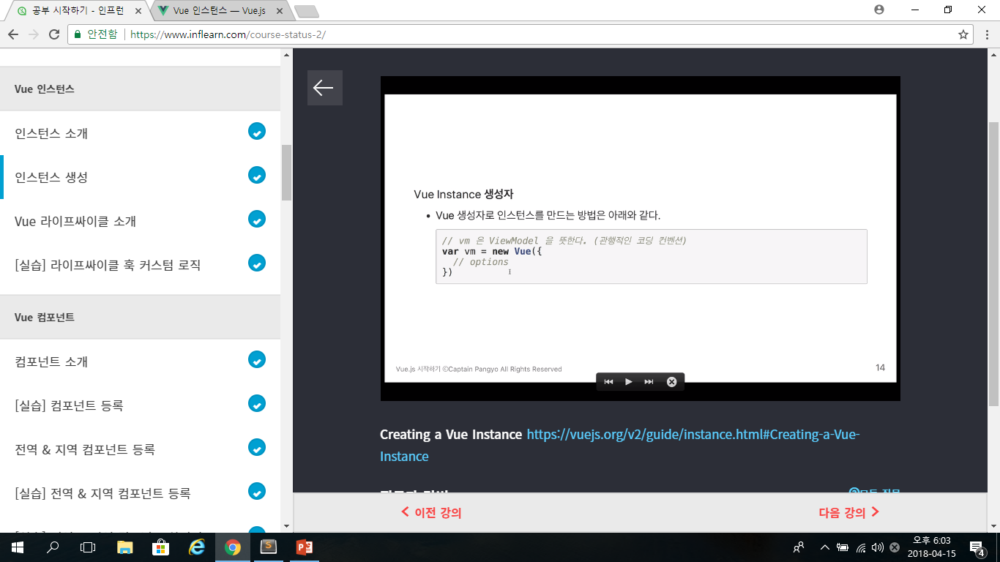 공부 시작하기 - 인프런
Vue 인스턴스 — Vue.js
안전함
https://www.inflearn.com/course-status-2/
Vue 인스턴스
인스턴스 소개
인스턴스 생성
Vue 라이프싸이클 소개
[실습] 라이프싸이클 훅 커스텀 로직
Vue 컴포넌트
컴포넌트 소개
[실습] 컴포넌트 등록
전역 & 지역 컴포넌트 등록
[실습] 전역 & 지역 컴포넌트 등록
Vue Instance 생성자
• Vue 생성자로 인스턴스를 만드는 방법은 아래와 같다.
// vm 은 ViewModel 을 뜻한다. (관행적인 코딩 컨벤션)
var vm = new Vue({
// options
})
Vue.js 시작하기 ©Captain Pangyo All Rights Reserved
14
Creating a Vue Instance https://vuejs.org/v2/guide/instance.html#Creating-a-Vue-
Instance
이전 강의
다음 강의
오후 6:03
2018-04-15
4